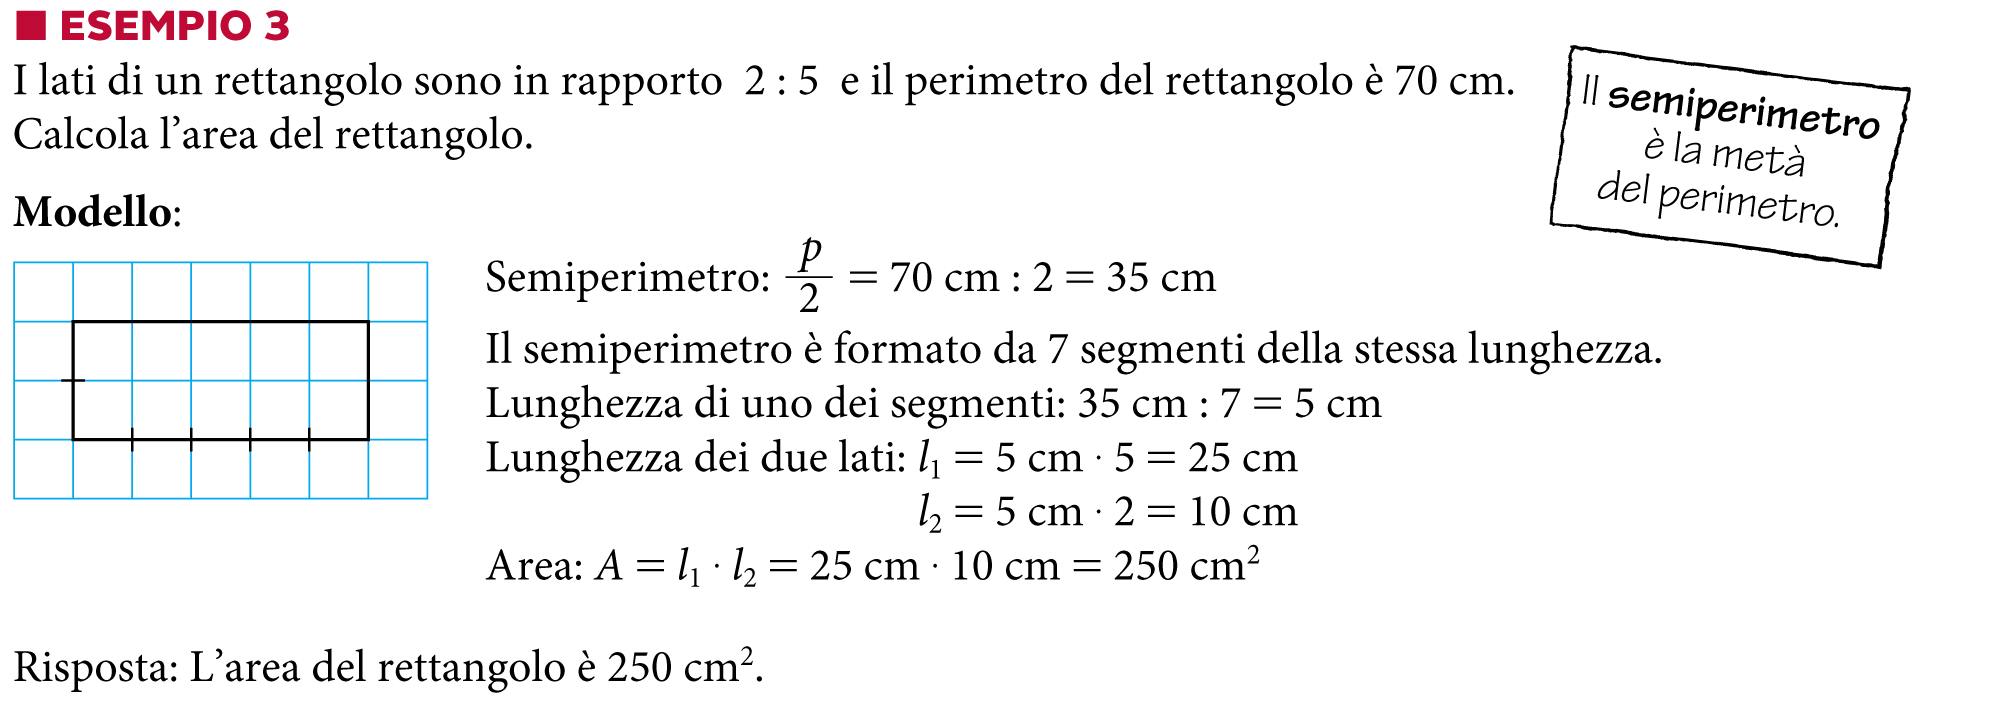 ■ ESEMPIO 3
I lati di un rettangolo sono in rapporto 2 : 5 e il perimetro del rettangolo è 70 cm.
Calcola l’area del rettangolo.
Il semiperimetro
è la metà
del perimetro.
Modello:
Semiperimetro: p/2 = 70 cm : 2 = 35 cm
Il semiperimetro è formato da 7 segmenti della stessa lunghezza.
Lunghezza di uno dei segmenti: 35 cm : 7 = 5 cm
Lunghezza dei due lati: l₁ = 5 cm · 5 = 25 cm
l₂ = 5 cm · 2 = 10 cm
Area: A = l₁ · l₂ = 25 cm · 10 cm = 250 cm²
Risposta: L’area del rettangolo è 250 cm².